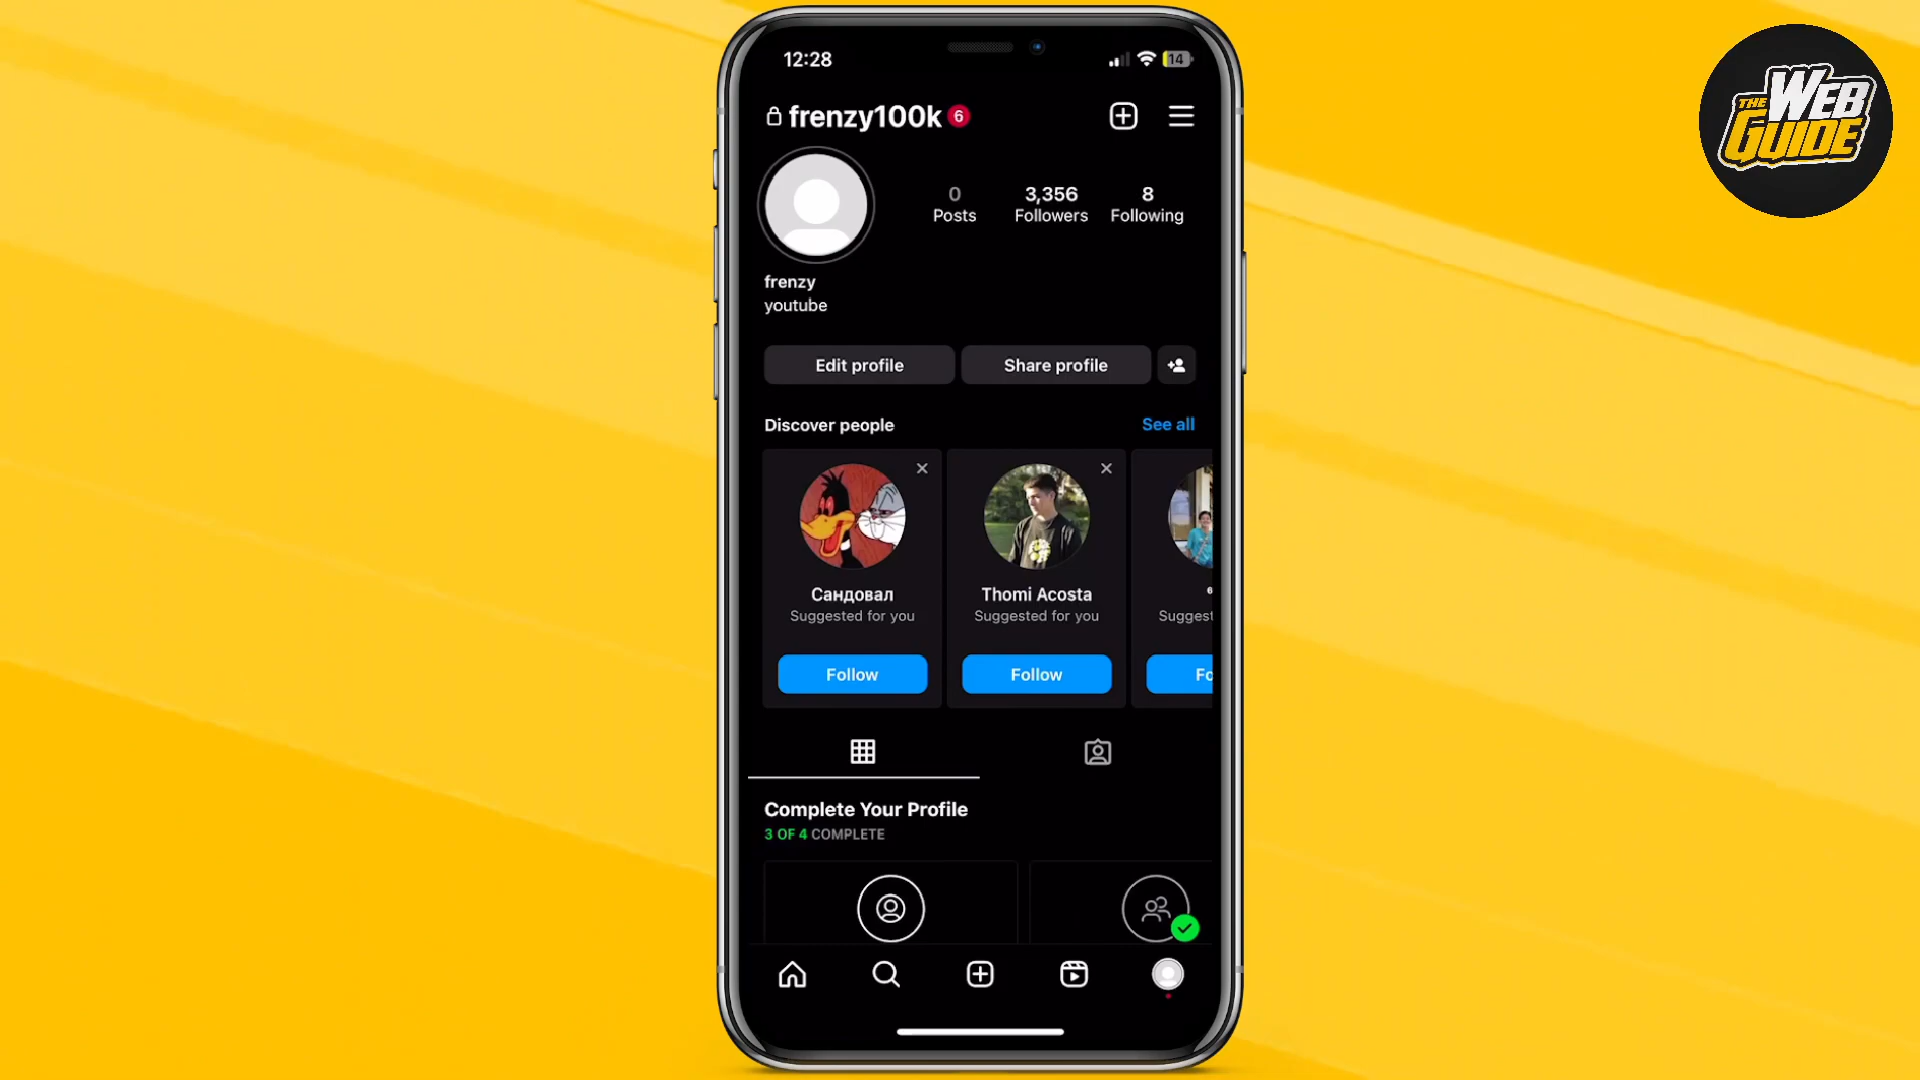 12:28
14
frenzy100k 6
0
Posts
3,356
Followers
8
Following
frenzy
youtube
Edit profile
Share profile
Discover people
See all
Сандовал
Suggested for you
Follow
Thomi Acosta
Suggested for you
Follow
Suggest
Fo
Complete Your Profile
3 OF 4 COMPLETE
THE
WEB
GUIDE